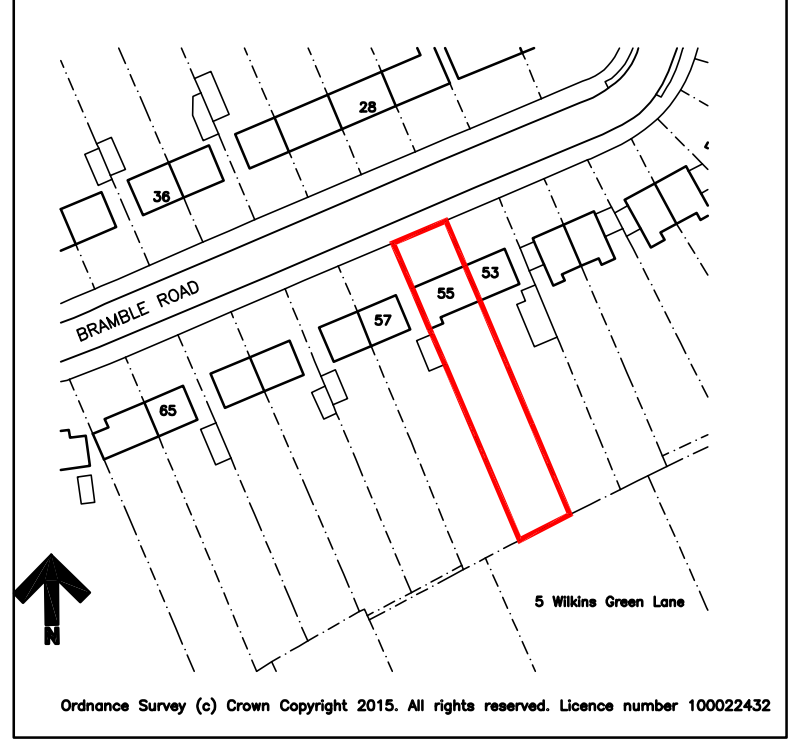 28
36
BRAMBLE ROAD
53
55
57
65
5 Wilkins Green Lane
N
Ordnance Survey (c) Crown Copyright 2015. All rights reserved. Licence number 100022432